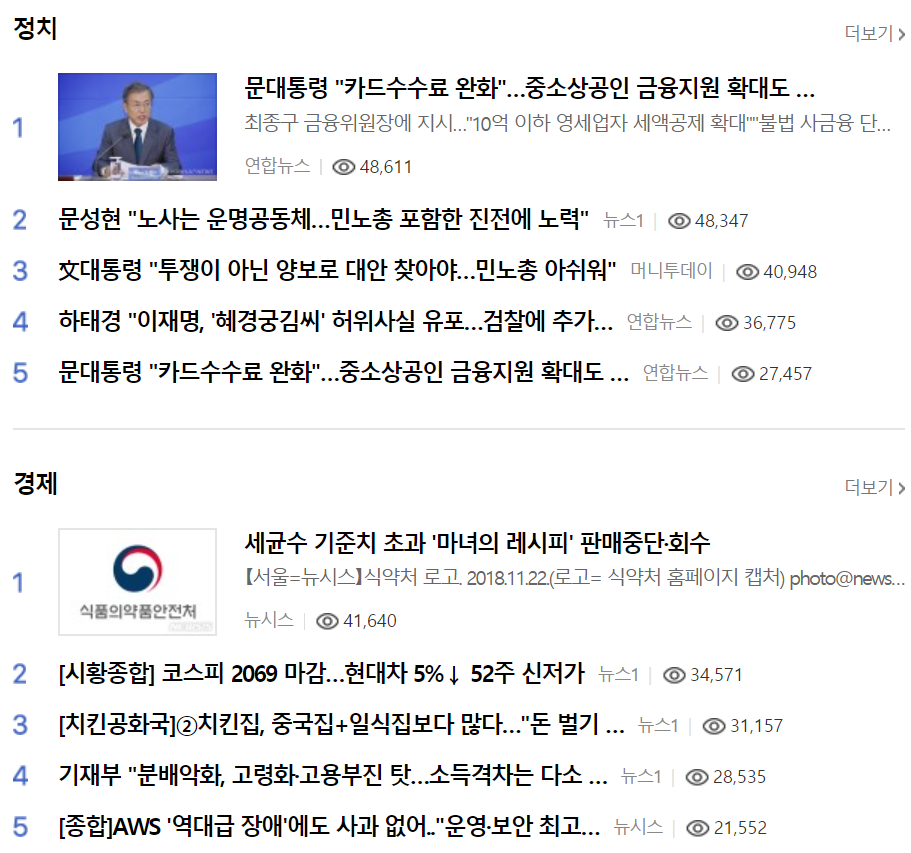 정치
더보기 >
1
문대통령 "카드수수료 완화"…중소상공인 금융지원 확대도 …
최종구 금융위원장에 지시…"10억 이하 영세업자 세액공제 확대""불법 사금융 단…
연합뉴스 | 48,611
2 문성현 "노사는 운명공동체…민노총 포함한 진전에 노력" 뉴스1 | 48,347
3 文대통령 "투쟁이 아닌 양보로 대안 찾아야…민노총 아쉬워" 머니투데이 | 40,948
4 하태경 "이재명, '혜경궁김씨' 허위사실 유포…검찰에 추가… 연합뉴스 | 36,775
5 문대통령 "카드수수료 완화"…중소상공인 금융지원 확대도 … 연합뉴스 | 27,457
경제
더보기 >
1
식품의약품안전처
세균수 기준치 초과 '마녀의 레시피' 판매중단·회수
【서울=뉴시스】식약처 로고. 2018.11.22.(로고= 식약처 홈페이지 캡처) photo@news…
뉴시스 | 41,640
2 [시황종합] 코스피 2069 마감…현대차 5%↓ 52주 신저가 뉴스1 | 34,571
3 [치킨공화국]②치킨집, 중국집+일식집보다 많다…"돈 벌기 … 뉴스1 | 31,157
4 기재부 "분배악화, 고령화·고용부진 탓…소득격차는 다소 … 뉴스1 | 28,535
5 [종합]AWS '역대급 장애'에도 사과 없어.."운영·보안 최고… 뉴시스 | 21,552